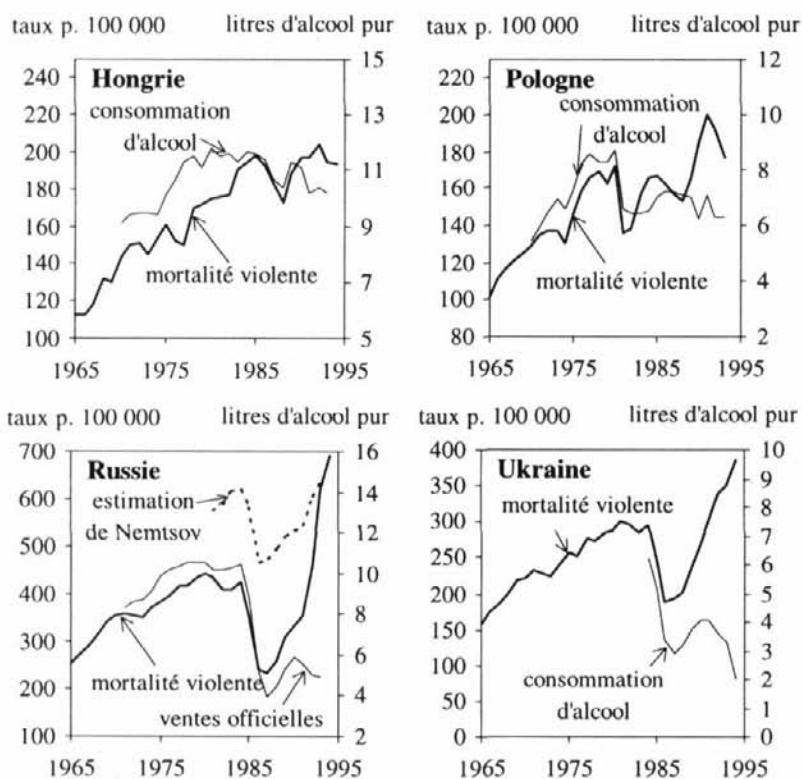 taux p. 100 000 litres d'alcool pur
240
220
200
180
160
140
120
100
15
13
11
9
7
5
Hongrie
consommation
d'alcool
mortalité violente
1965 1975 1985 1995
taux p. 100 000 litres d'alcool pur
220
200
180
160
140
120
100
80
12
10
8
6
4
2
Pologne
consommation
d'alcool
mortalité violente
1965 1975 1985 1995
taux p. 100 000 litres d'alcool pur
700
600
500
400
300
200
100
16
14
12
10
8
6
4
2
Russie
estimation
de Nemtsov
mortalité violente
ventes officielles
1965 1975 1985 1995
taux p. 100 000 litres d'alcool pur
400
350
300
250
200
150
100
50
0
10
9
8
7
6
5
4
3
2
1
0
Ukraine
mortalité violente
consommation
d'alcool
1965 1975 1985 1995